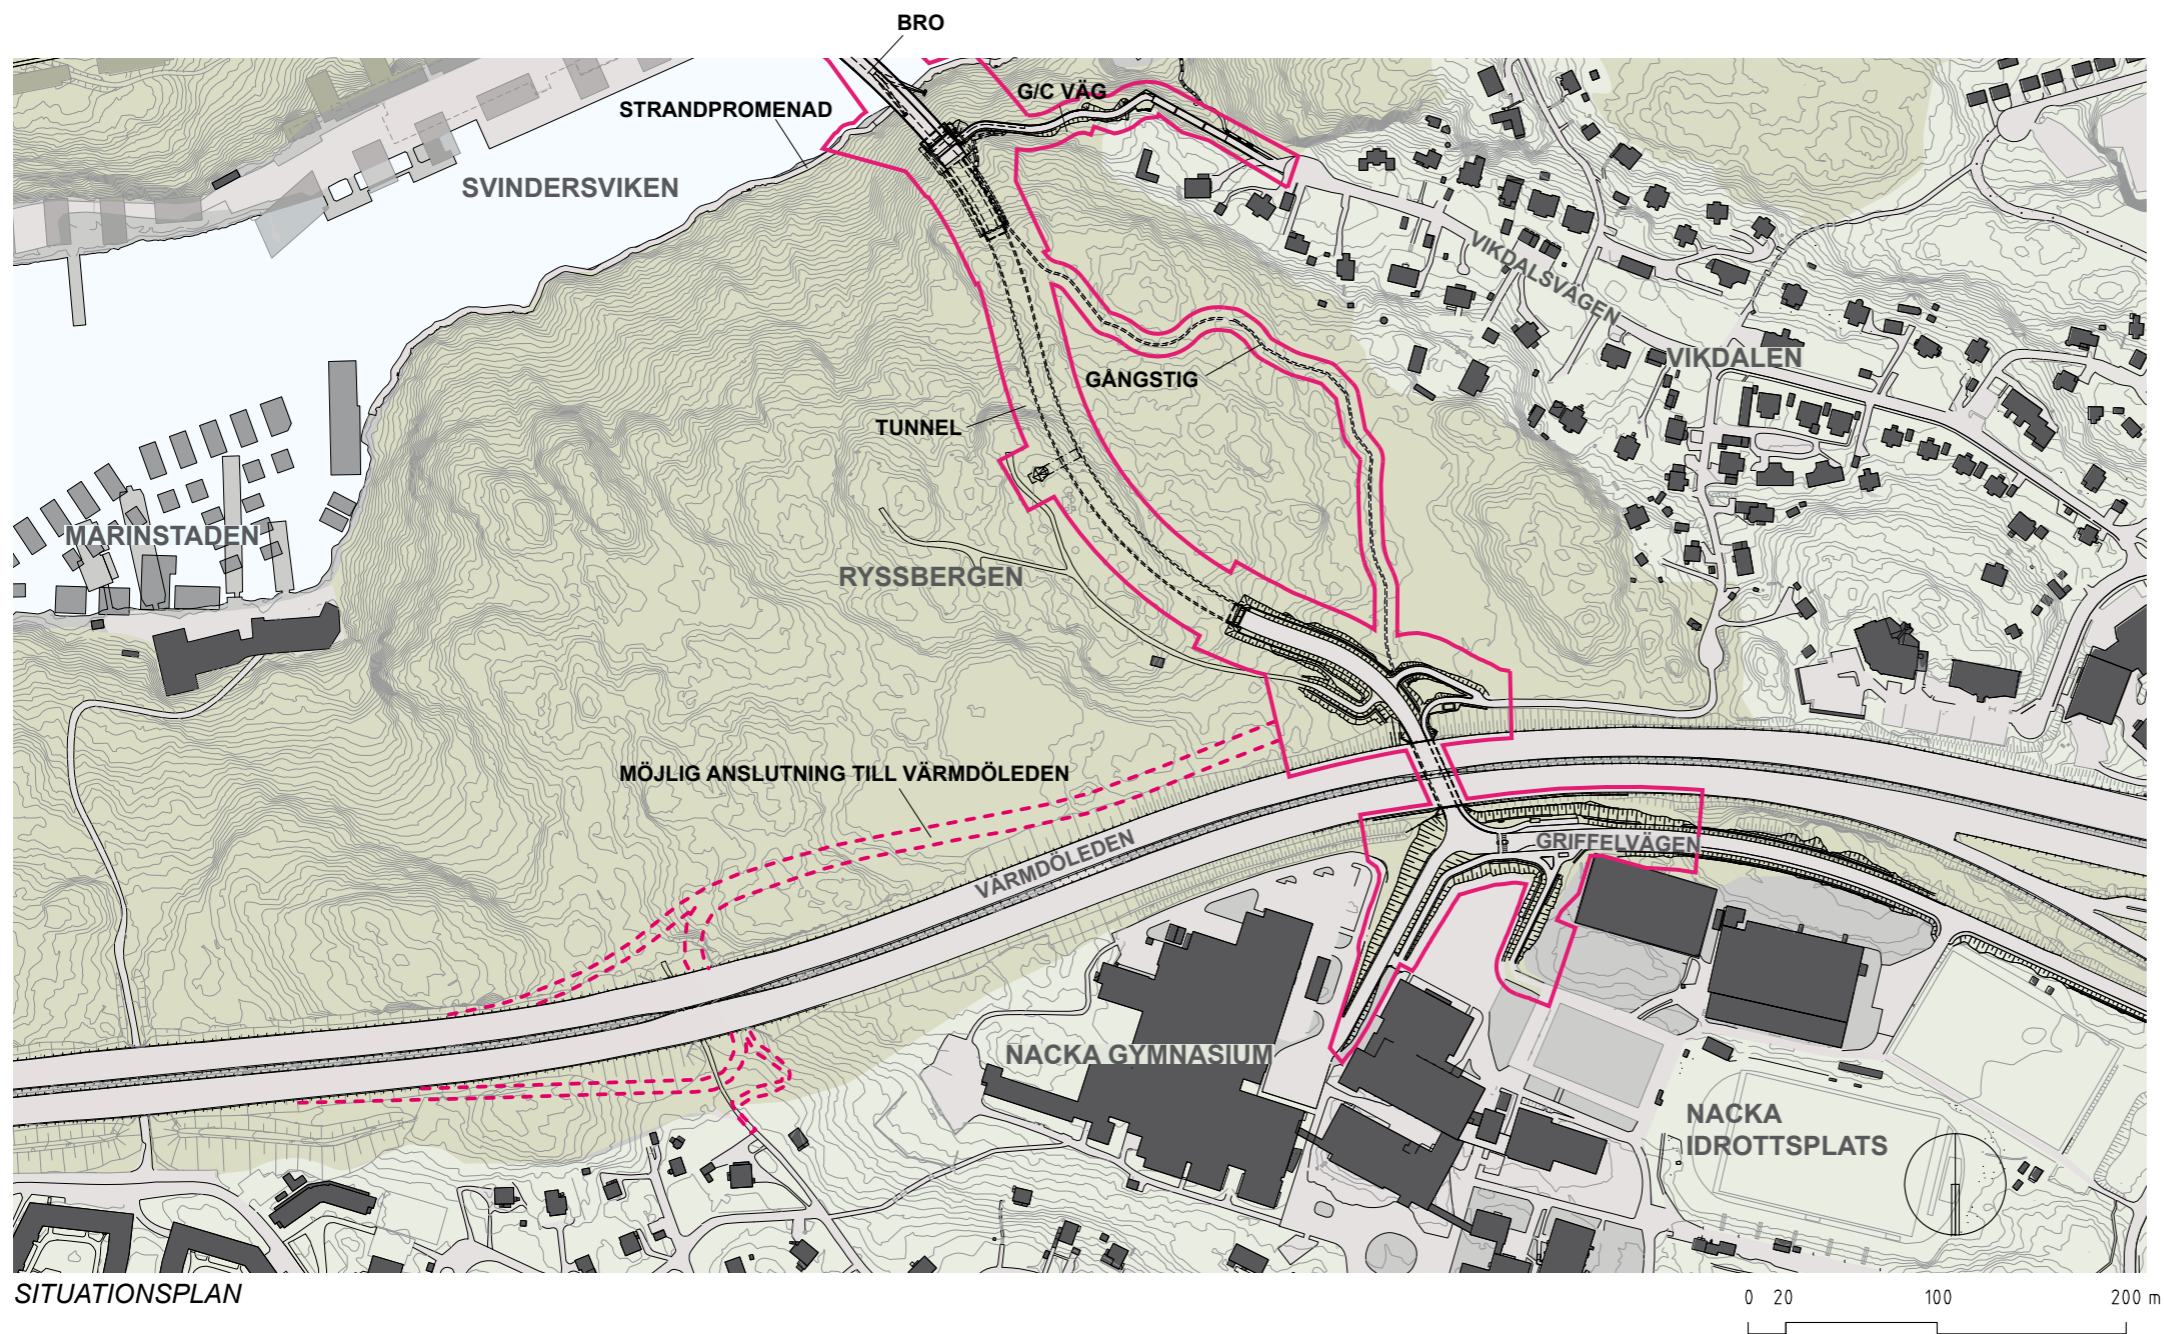 BRO
G/C VÄG
STRANDPROMENAD
SVINDERSVIKEN
VIKDALSVÄGEN
VIKDALEN
GÅNGSTIG
TUNNEL
MARINSTADEN
RYSSBERGEN
MÖJLIG ANSLUTNING TILL VÄRMDÖLEDEN
VÄRMDÖLEDEN
GRIFFELVÄGEN
NACKA GYMNASIUM
NACKA
IDROTTSPLATS
SITUATIONSPLAN
0 20 100 200 m